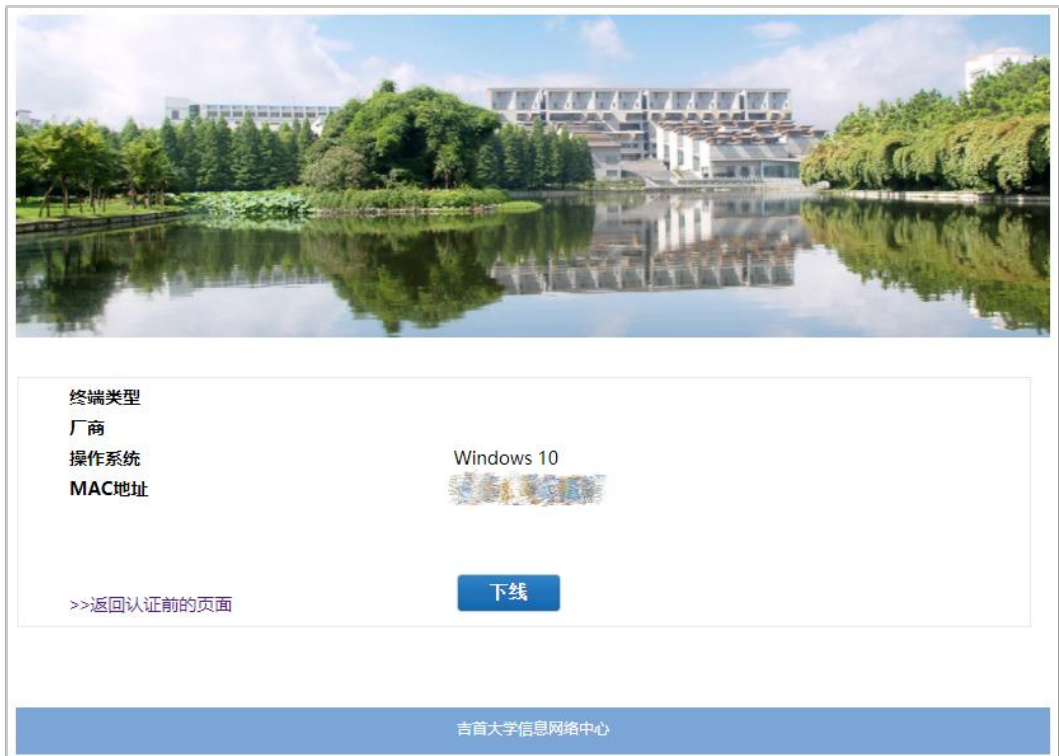 终端类型
厂商
操作系统 Windows 10
MAC地址
>>返回认证前的页面 下线
吉首大学信息网络中心